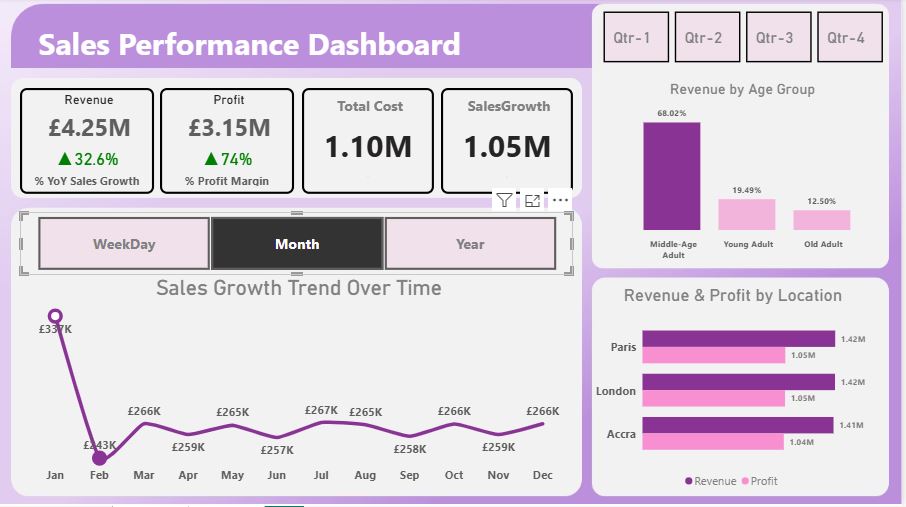 Sales Performance Dashboard
Qtr-1
Qtr-2
Qtr-3
Qtr-4
Revenue
£4.25M
▲32.6%
% YoY Sales Growth
Profit
£3.15M
▲74%
% Profit Margin
Total Cost
1.10M
SalesGrowth
1.05M
Revenue by Age Group
68.02%
19.49%
12.50%
Middle-Age
Adult
Young Adult
Old Adult
WeekDay
Month
Year
Sales Growth Trend Over Time
£337K
£243K
£266K
£259K
£265K
£257K
£267K
£265K
£258K
£266K
£259K
£266K
Jan
Feb
Mar
Apr
May
Jun
Jul
Aug
Sep
Oct
Nov
Dec
Revenue & Profit by Location
Paris
1.42M
1.05M
London
1.42M
1.05M
Accra
1.41M
1.04M
Revenue
Profit